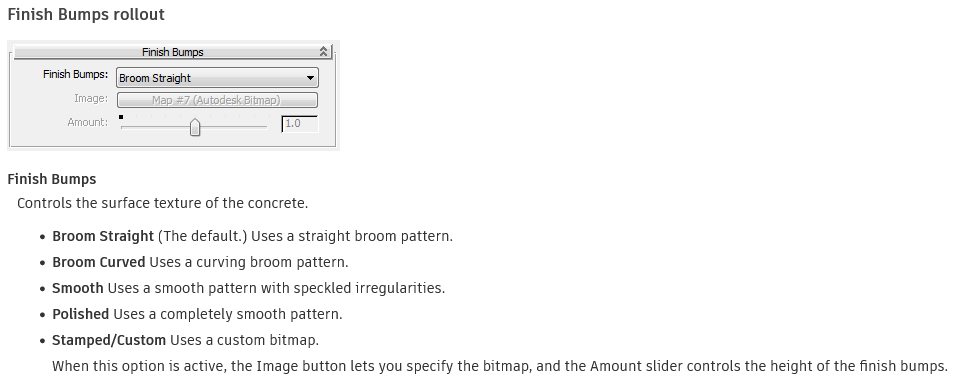 Finish Bumps rollout
Finish Bumps
Finish Bumps: Broom Straight
Image: Map #7 (Autodesk Bitmap)
Amount: 1.0
Finish Bumps
Controls the surface texture of the concrete.
• Broom Straight (The default.) Uses a straight broom pattern.
• Broom Curved Uses a curving broom pattern.
• Smooth Uses a smooth pattern with speckled irregularities.
• Polished Uses a completely smooth pattern.
• Stamped/Custom Uses a custom bitmap.
When this option is active, the Image button lets you specify the bitmap, and the Amount slider controls the height of the finish bumps.